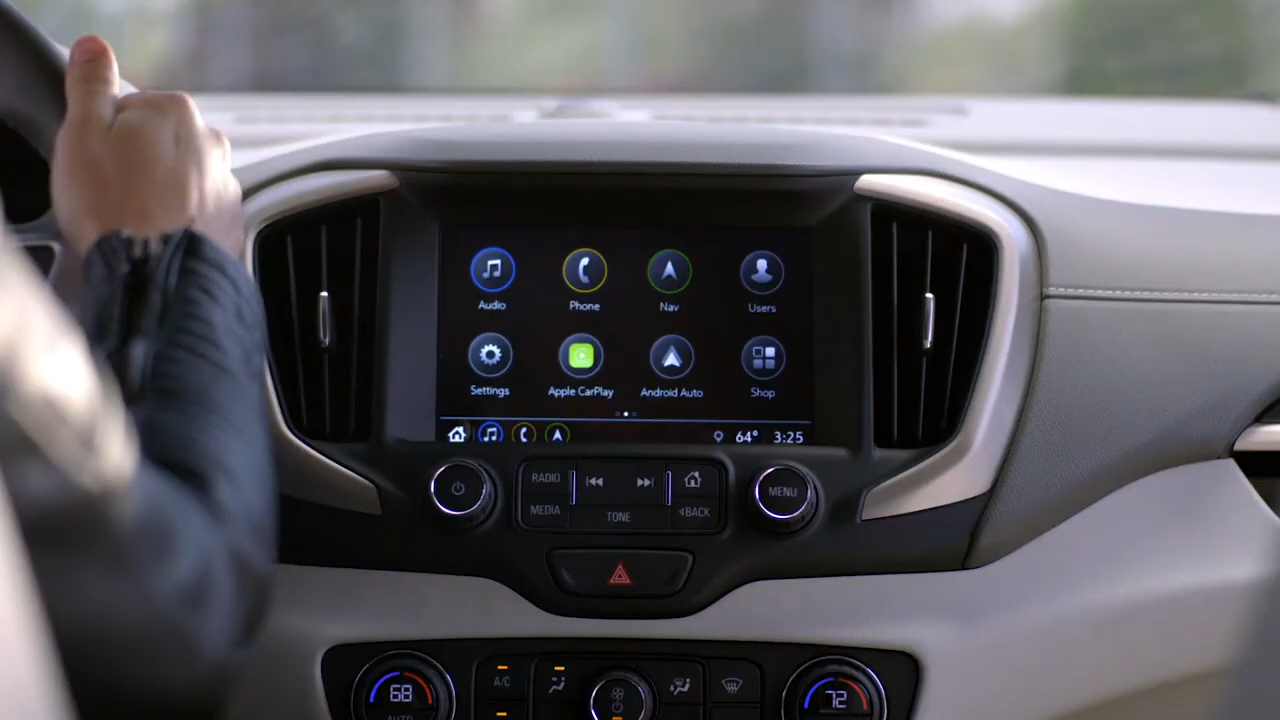 Audio Phone Nav Users
Settings Apple CarPlay Android Auto Shop
64° 3:25
RADIO
MENU
MEDIA TONE BACK
A/C
68 72
AUTO